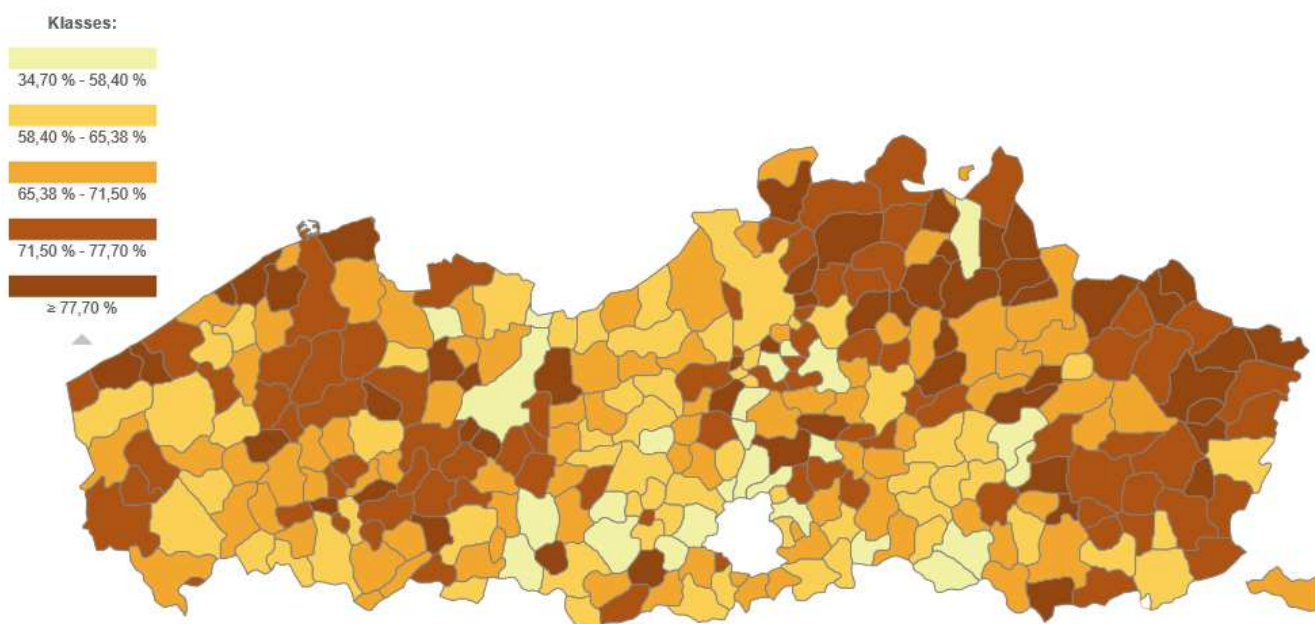 Klasses:
34,70 % - 58,40 %
58,40 % - 65,38 %
65,38 % - 71,50 %
71,50 % - 77,70 %
≥ 77,70 %